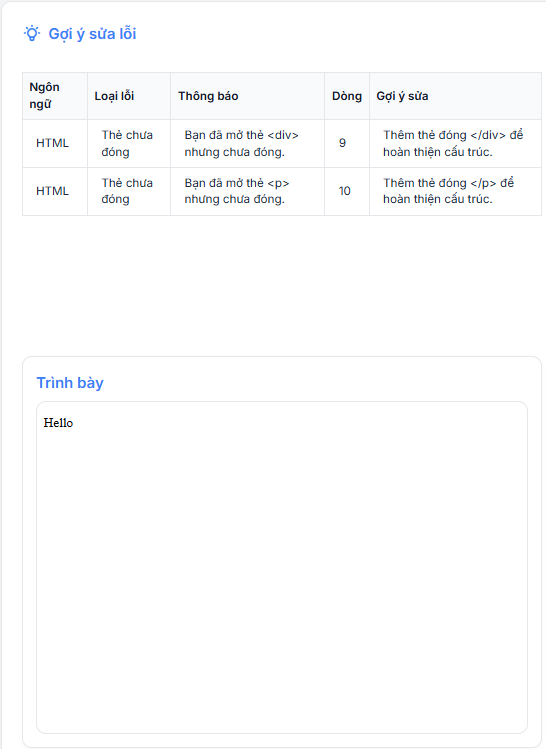 Gợi ý sửa lỗi
Ngôn ngữ Loại lỗi Thông báo Dòng Gợi ý sửa
HTML Thẻ chưa đóng Bạn đã mở thẻ <div> nhưng chưa đóng. 9 Thêm thẻ đóng </div> để hoàn thiện cấu trúc.
HTML Thẻ chưa đóng Bạn đã mở thẻ <p> nhưng chưa đóng. 10 Thêm thẻ đóng </p> để hoàn thiện cấu trúc.
Trình bày
Hello